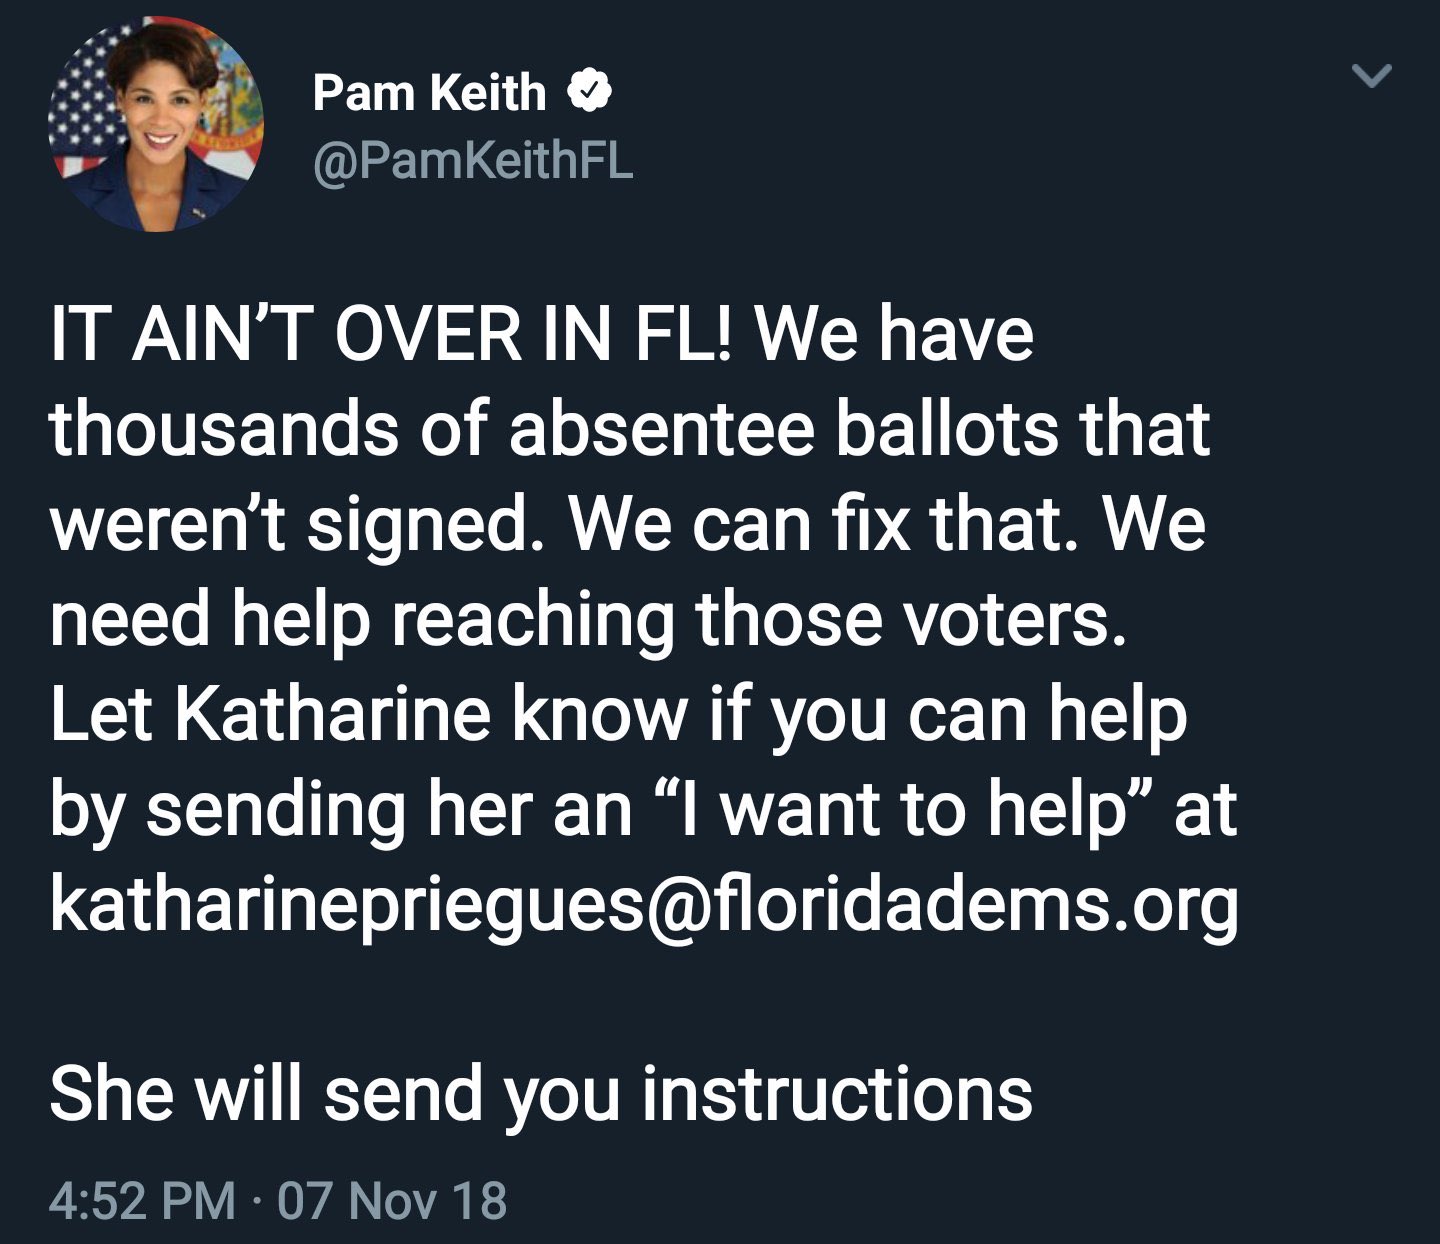 Pam Keith
@PamKeithFL
IT AIN’T OVER IN FL! We have
thousands of absentee ballots that
weren’t signed. We can fix that. We
need help reaching those voters.
Let Katharine know if you can help
by sending her an “I want to help” at
katharinepriegues@floridadems.org
She will send you instructions
4:52 PM · 07 Nov 18